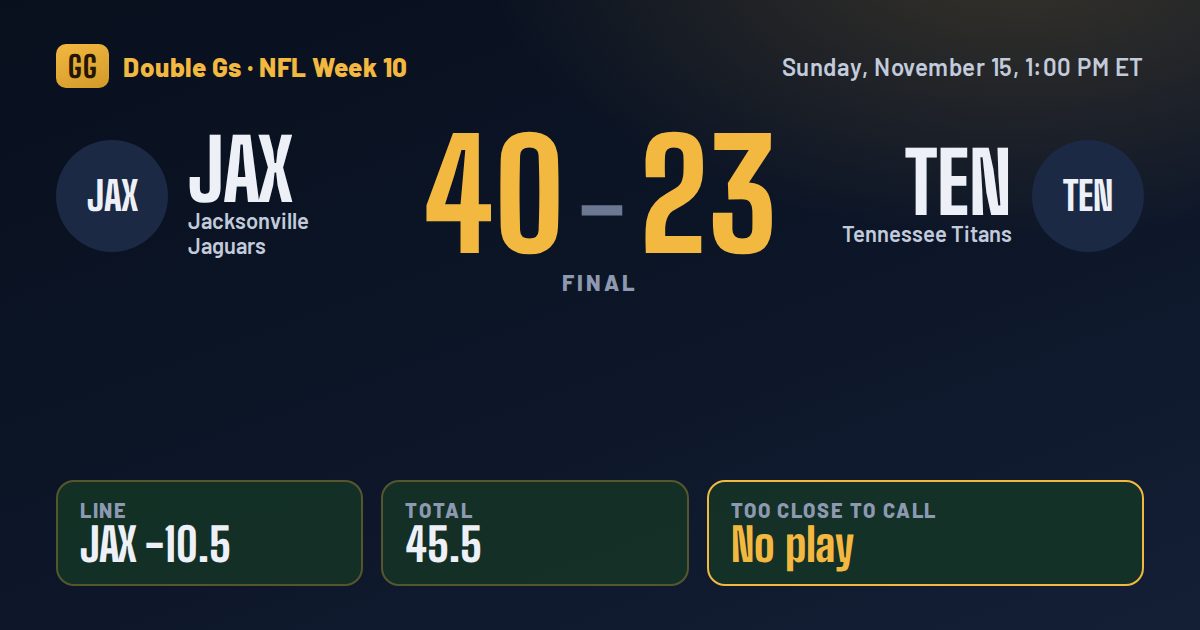 GG Double Gs · NFL Week 10
Sunday, November 15, 1:00 PM ET
JAX
JAX
Jacksonville
Jaguars
40 – 23
FINAL
TEN
Tennessee Titans
TEN
LINE
JAX −10.5
TOTAL
45.5
TOO CLOSE TO CALL
No play